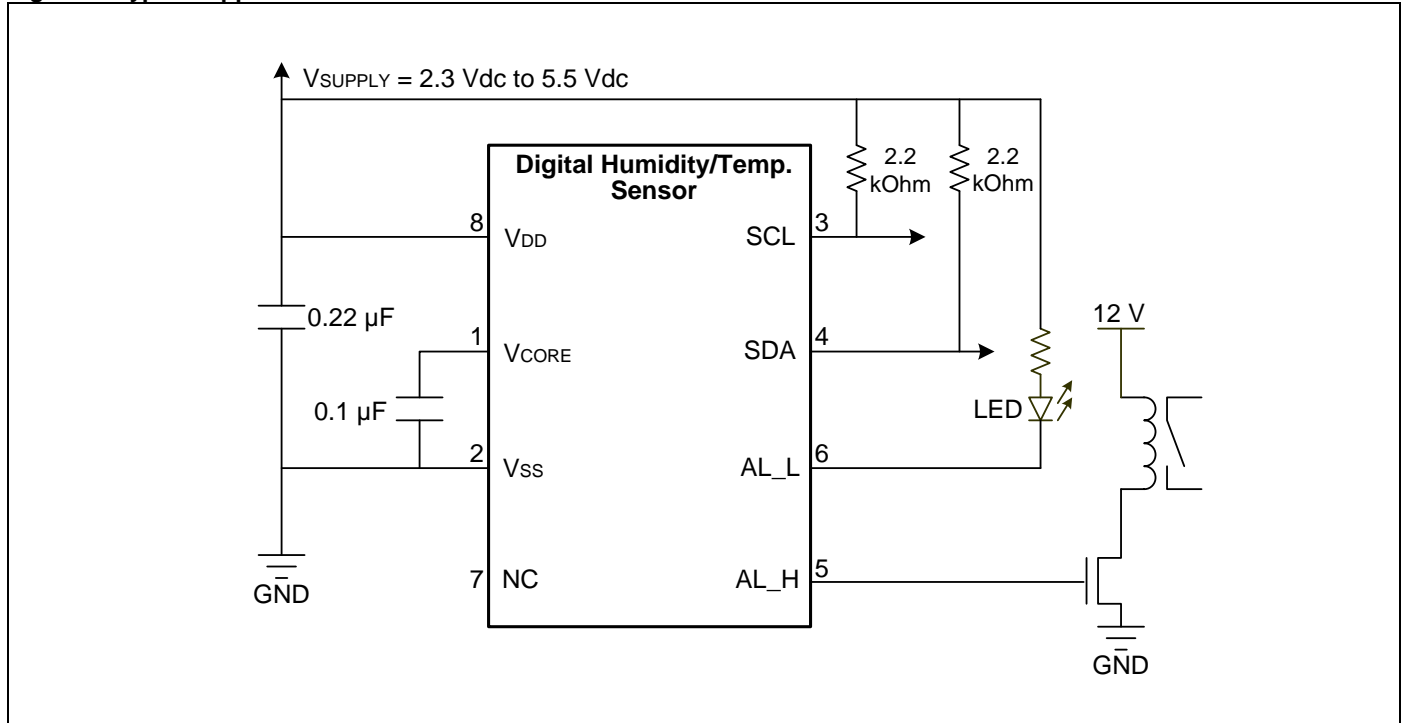 VSUPPLY = 2.3 Vdc to 5.5 Vdc
Digital Humidity/Temp.
Sensor
2.2
kOhm
2.2
kOhm
8
VDD
SCL
3
0.22 µF
12 V
1
VCORE
SDA
4
0.1 µF
LED
2
VSS
AL_L
6
GND
7
NC
AL_H
5
GND